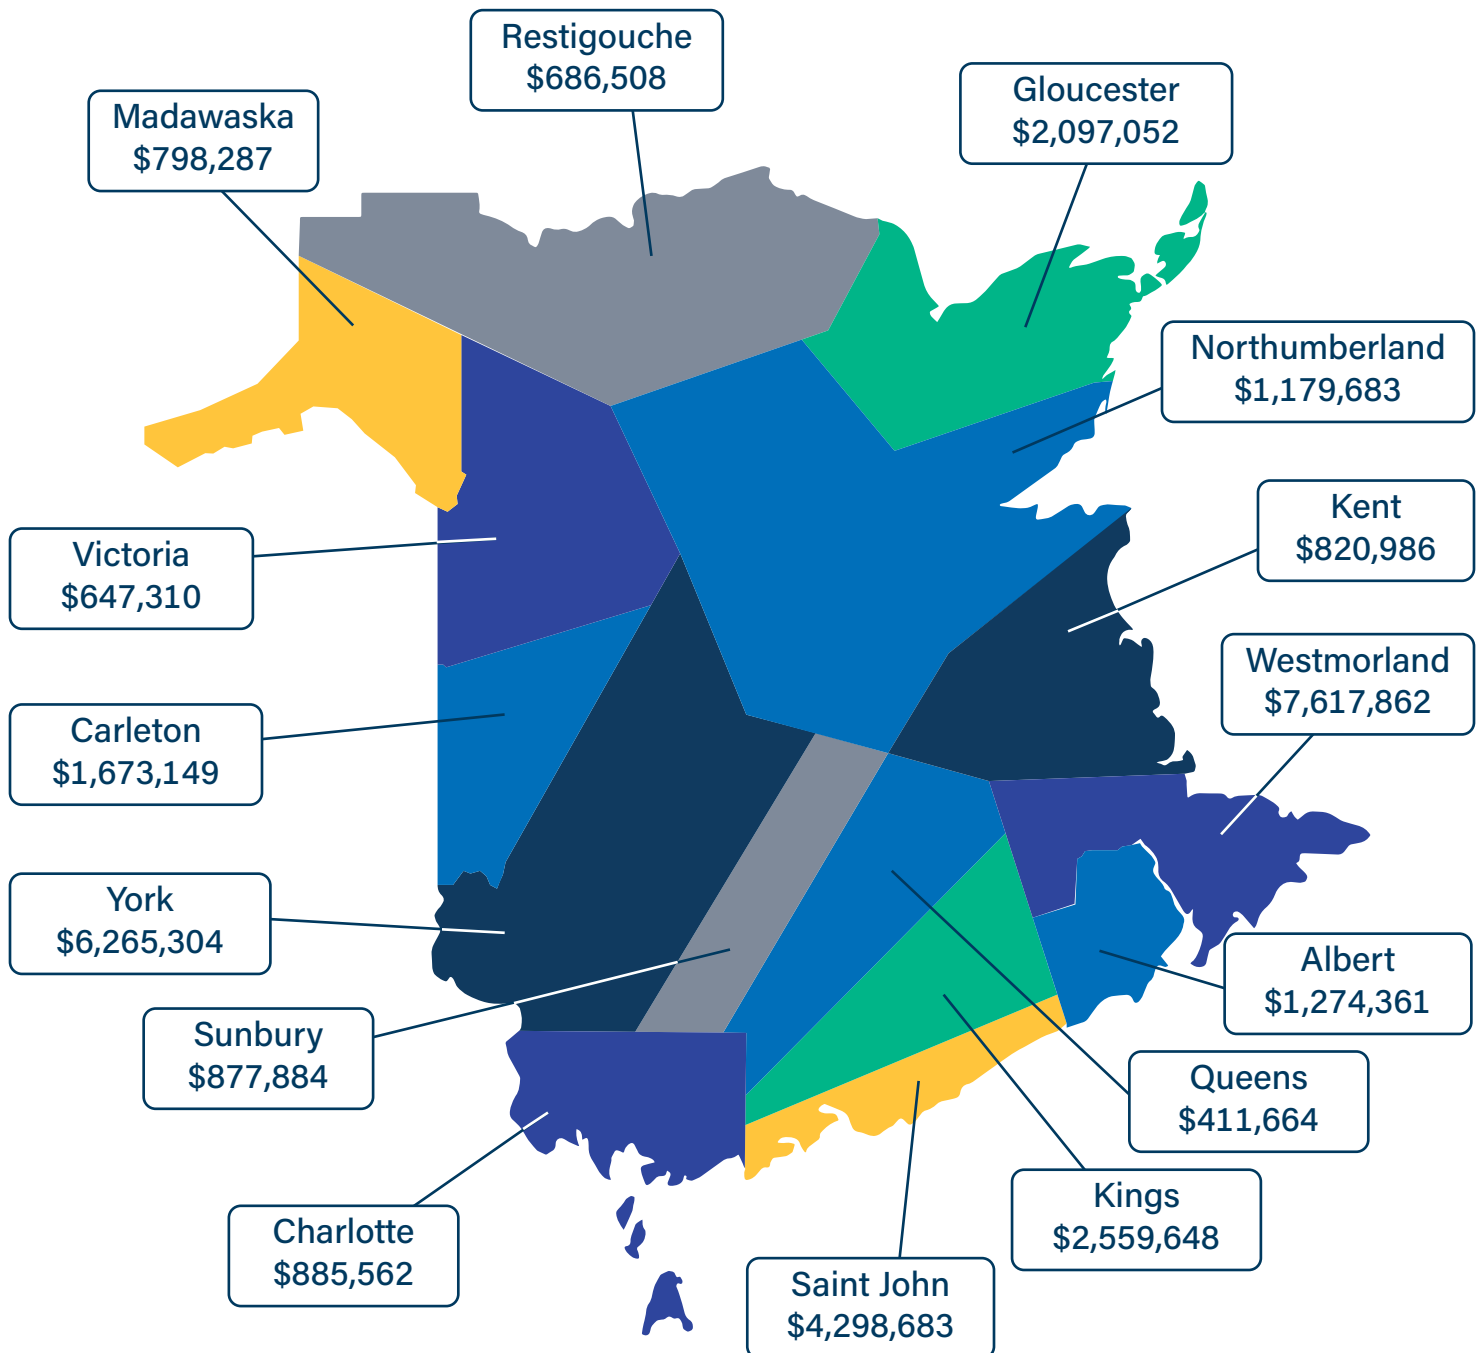 Restigouche
$686,508
Gloucester
$2,097,052
Madawaska
$798,287
Northumberland
$1,179,683
Kent
$820,986
Victoria
$647,310
Westmorland
$7,617,862
Carleton
$1,673,149
York
$6,265,304
Albert
$1,274,361
Sunbury
$877,884
Queens
$411,664
Kings
$2,559,648
Charlotte
$885,562
Saint John
$4,298,683